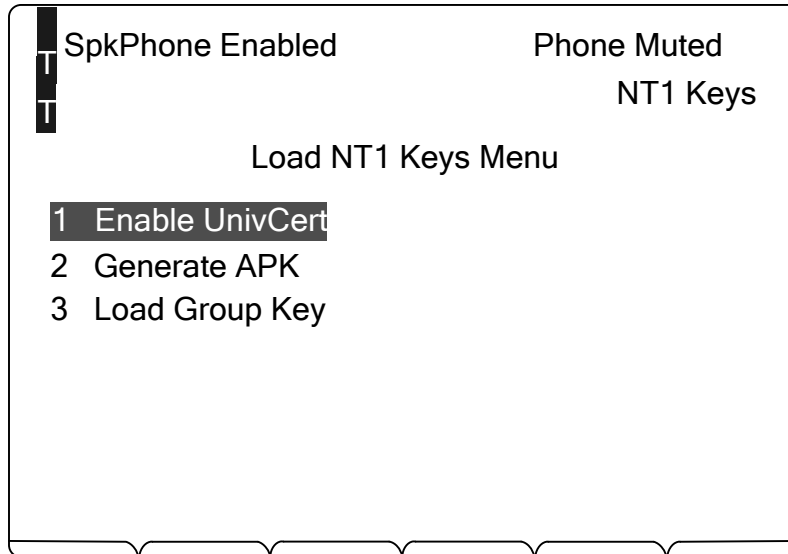 T SpkPhone Enabled Phone Muted
T NT1 Keys
Load NT1 Keys Menu
1 Enable UnivCert
2 Generate APK
3 Load Group Key